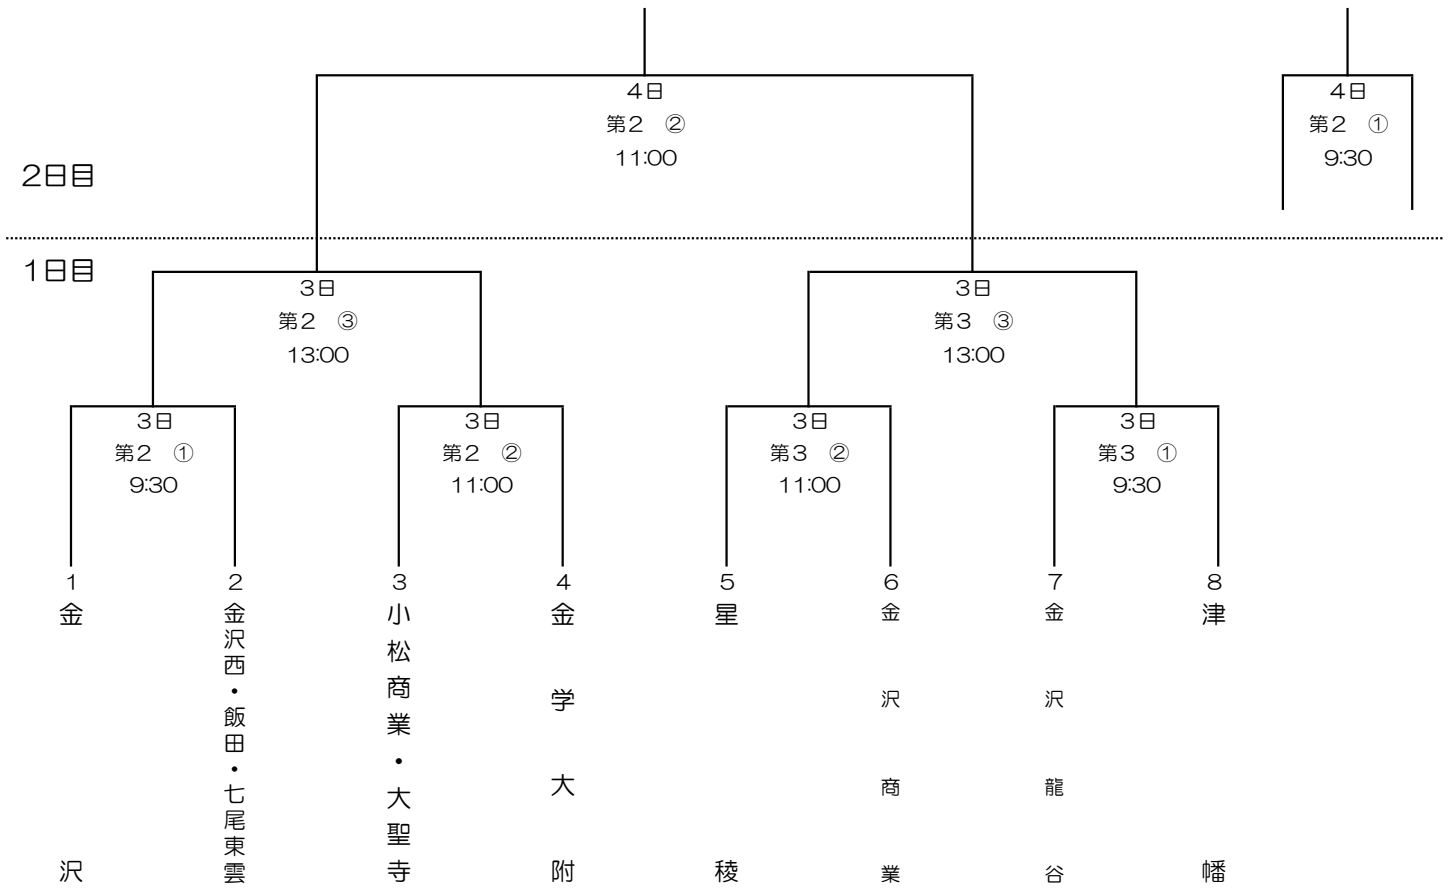 4日
第2 ②
11:00
4日
第2 ①
9:30
2日目
1日目
3日
第2 ③
13:00
3日
第3 ③
13:00
3日
第2 ①
9:30
3日
第2 ②
11:00
3日
第3 ②
11:00
3日
第3 ①
9:30
1
金沢
2
金沢西・飯田・七尾東雲
3
小松商業・大聖寺
4
金学大附
5
星稜
6
金沢商業
7
金沢龍谷
8
津幡